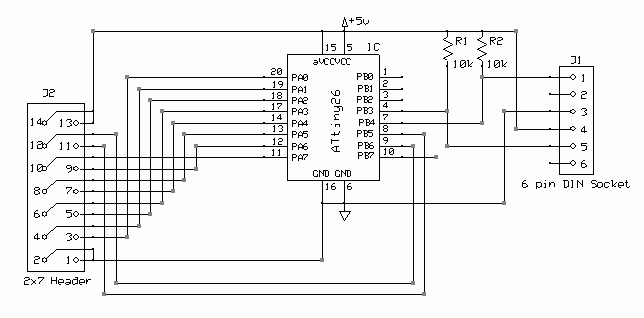 +5v
15 5 IC
aVCC VCC
R1 R2
10k 10k
J1
20 PA0 PB0 1
19 PA1 PB1 2
18 PA2 PB2 3
17 PA3 PB3 4
14 PA4 PB4 7
13 PA5 PB5 8
12 PA6 PB6 9
11 PA7 PB7 10
ATtiny26
GND GND
16 6
1
2
3
4
5
6
6 pin DIN Socket
J2
14 13
12 11
10 9
8 7
6 5
4 3
2 1
2x7 Header